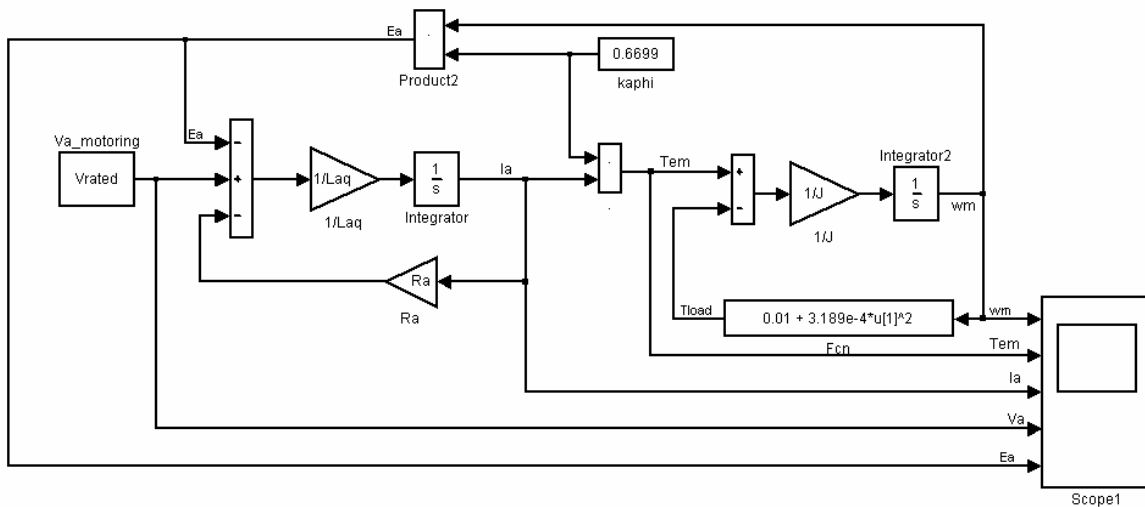 Ea
0.6699
Product2
kaphi
Va_motoring
Ea
-
Vrated
+
-
1/Laq
1/Laq
1
s
Integrator
Ia
Tem
+
-
1/J
1/J
Integrator2
1
s
wm
Ra
Ra
Tload
0.01 + 3.189e-4*u[1]^2
Fcn
wm
Tem
Ia
Va
Ea
Scope1